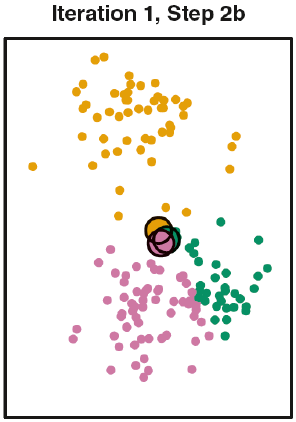 Iteration 1, Step 2b